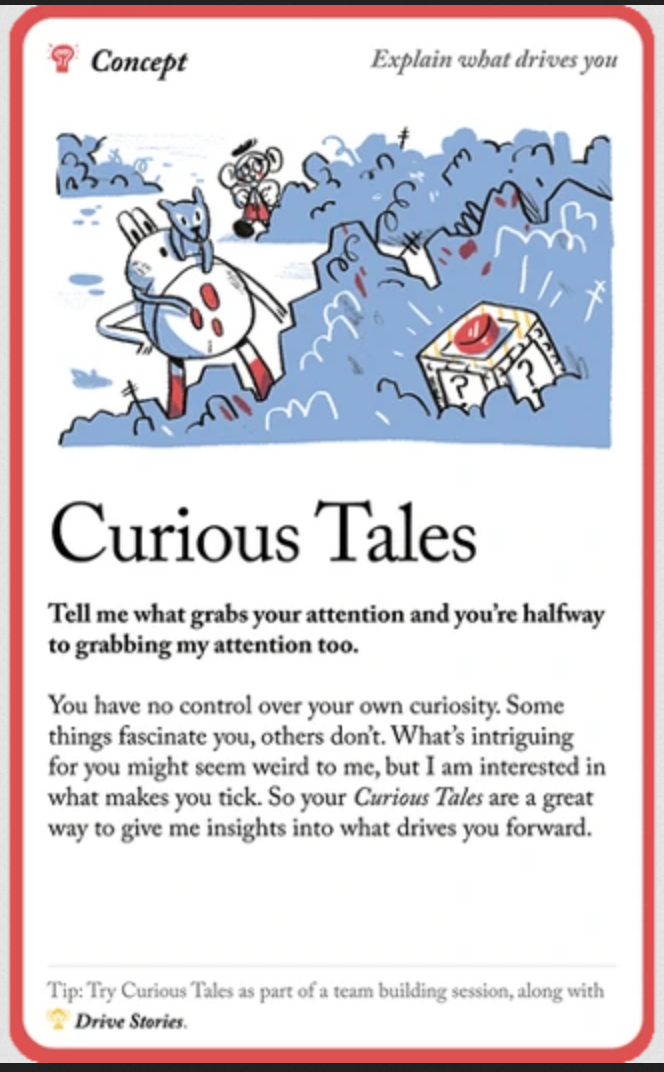 Concept
Explain what drives you
? ?
Curious Tales
Tell me what grabs your attention and you're halfway
to grabbing my attention too.
You have no control over your own curiosity. Some
things fascinate you, others don't. What's intriguing
for you might seem weird to me, but I am interested in
what makes you tick. So your Curious Tales are a great
way to give me insights into what drives you forward.
Tip: Try Curious Tales as part of a team building session, along with
Drive Stories.